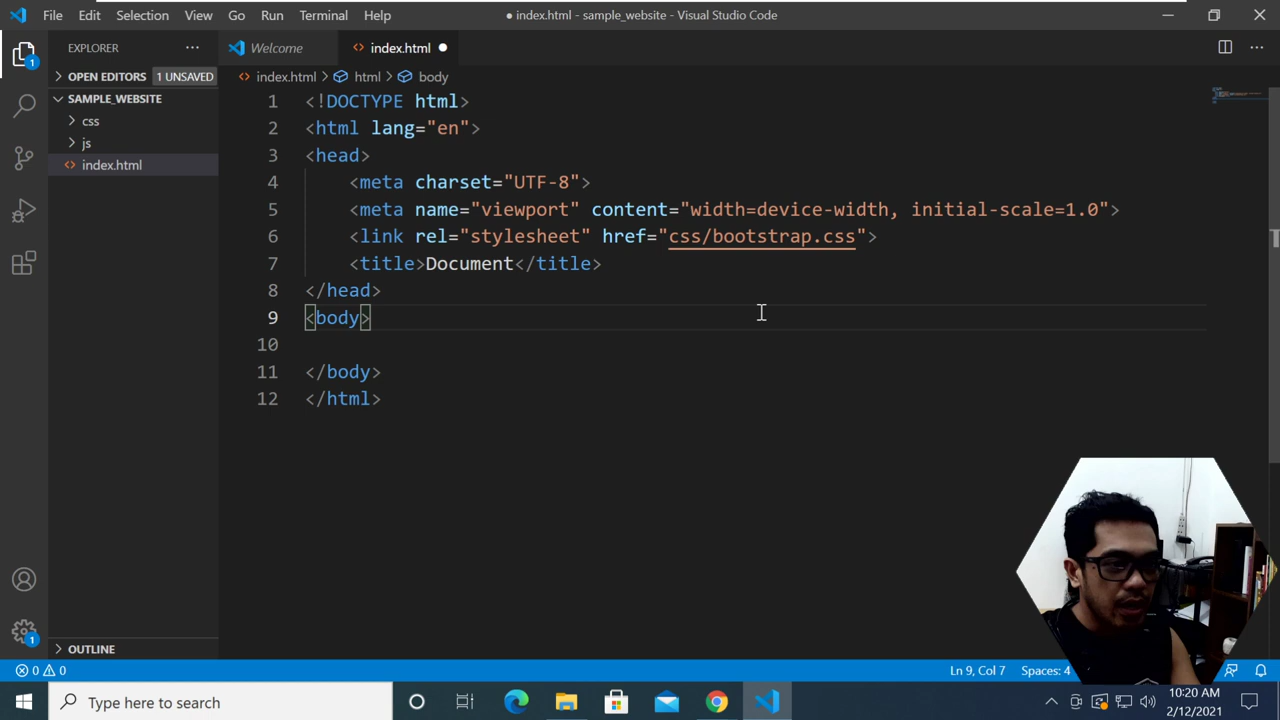 File Edit Selection View Go Run Terminal Help
● index.html - sample_website - Visual Studio Code
EXPLORER ···
Welcome
index.html ●
OPEN EDITORS 1 UNSAVED
SAMPLE_WEBSITE
css
js
index.html
index.html > html > body
1 <!DOCTYPE html>
2 <html lang="en">
3 <head>
4 <meta charset="UTF-8">
5 <meta name="viewport" content="width=device-width, initial-scale=1.0">
6 <link rel="stylesheet" href="css/bootstrap.css">
7 <title>Document</title>
8 </head>
9 <body>
10
11 </body>
12 </html>
1
1
OUTLINE
0 0
Ln 9, Col 7 Spaces: 4
Type here to search
10:20 AM
2/12/2021